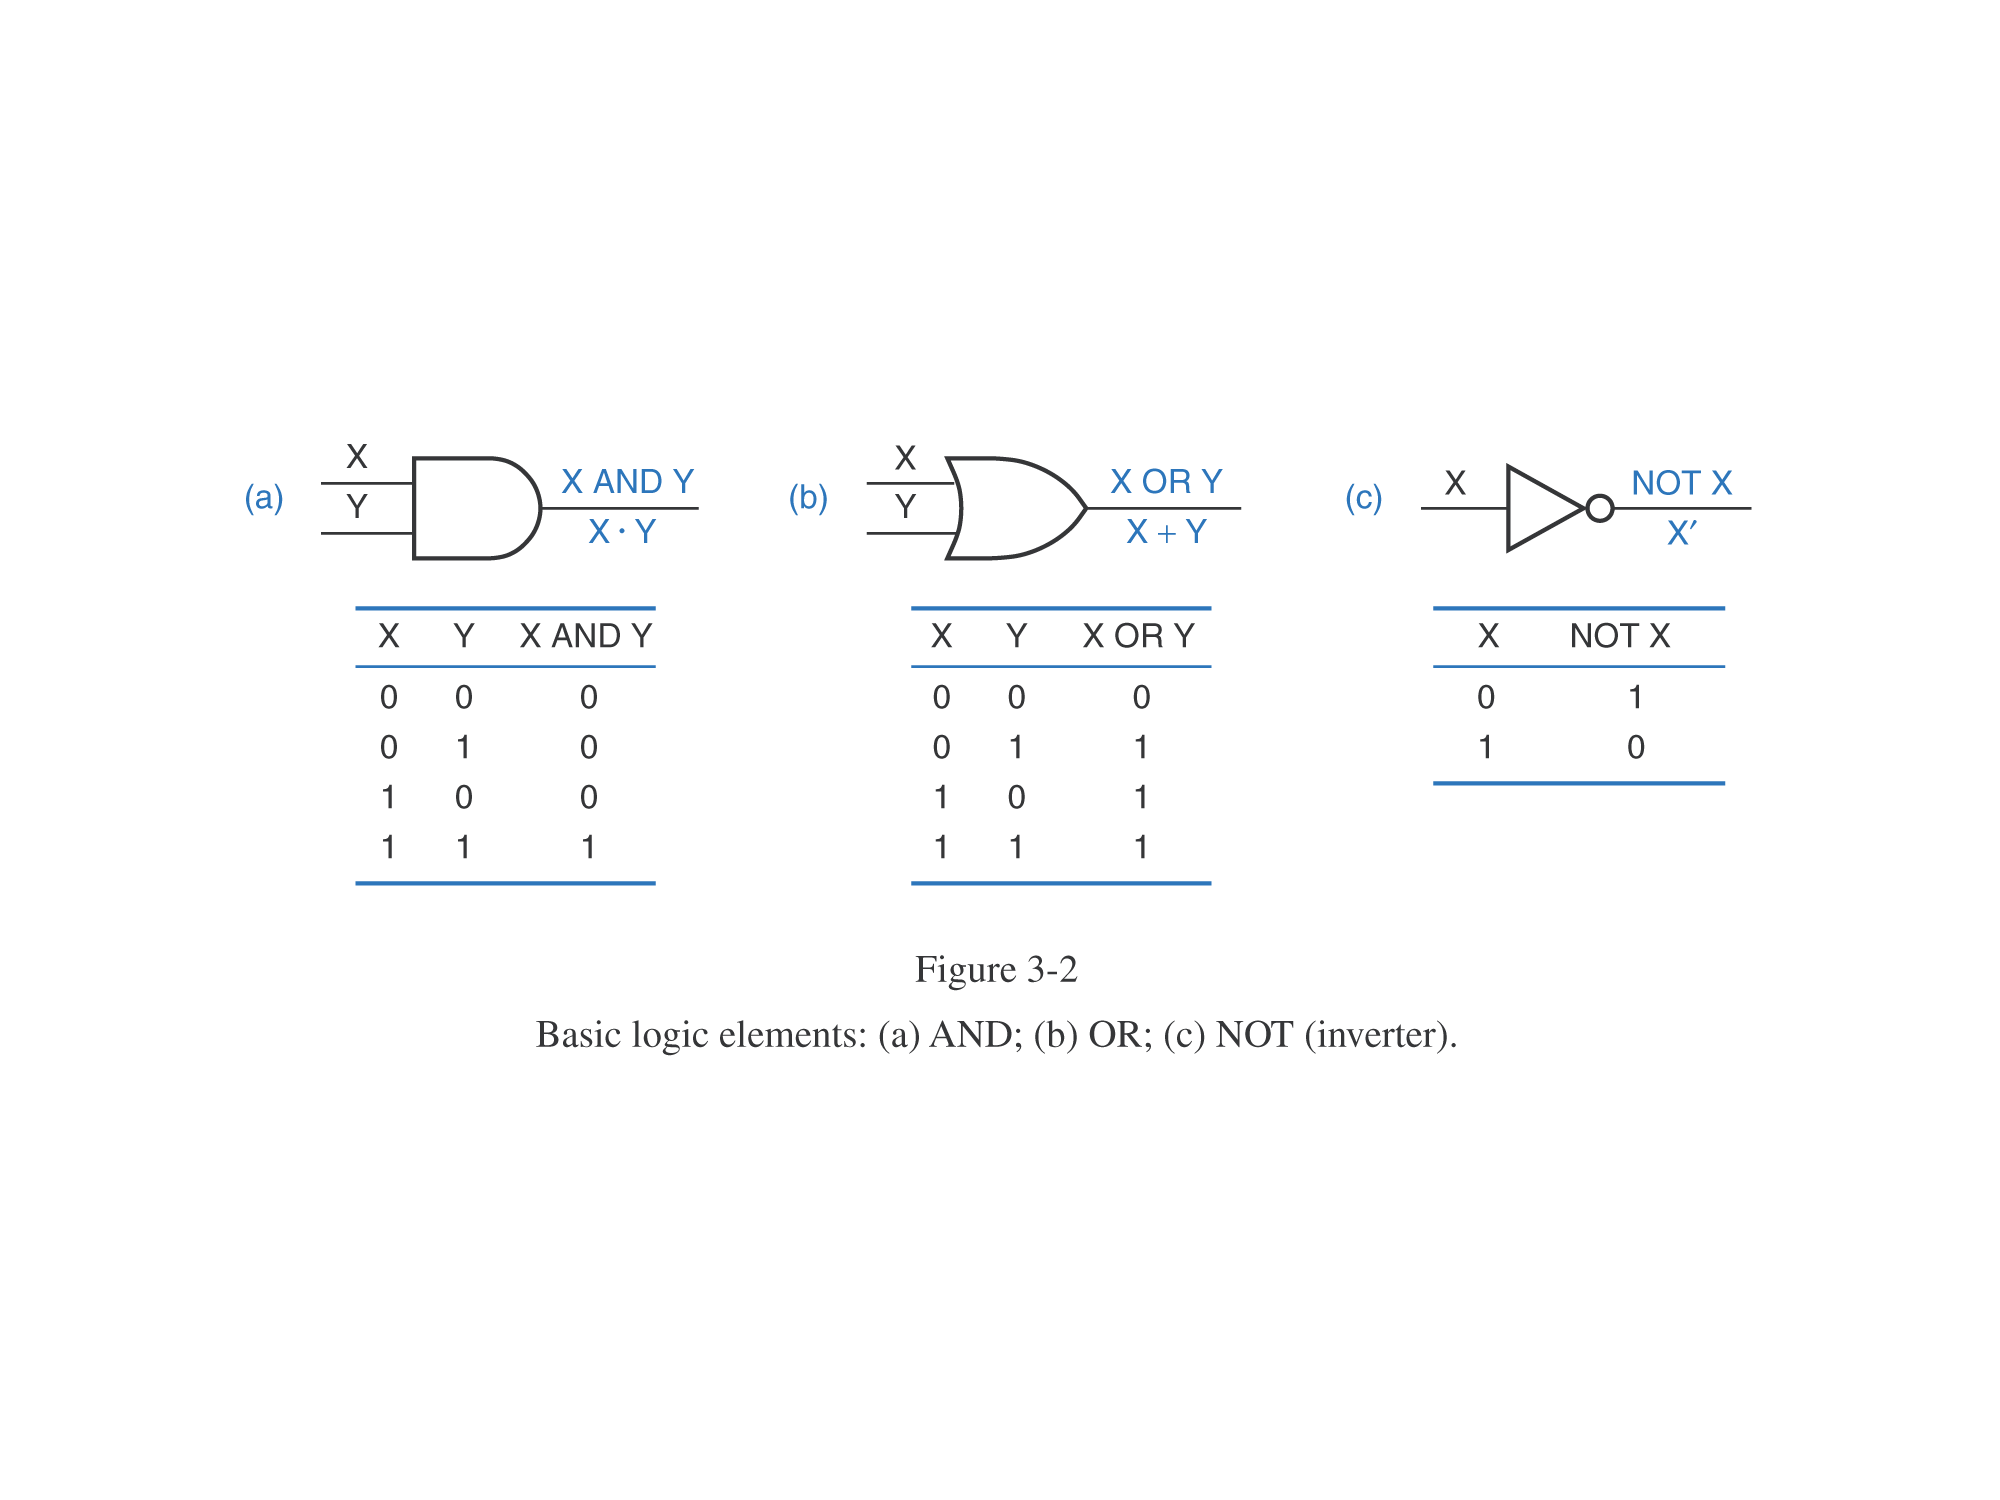 (a)
X
Y
X AND Y
X · Y
X Y X AND Y
0 0 0
0 1 0
1 0 0
1 1 1
(b)
X
Y
X OR Y
X + Y
X Y X OR Y
0 0 0
0 1 1
1 0 1
1 1 1
(c)
X
NOT X
X′
X NOT X
0 1
1 0
Figure 3-2
Basic logic elements: (a) AND; (b) OR; (c) NOT (inverter).